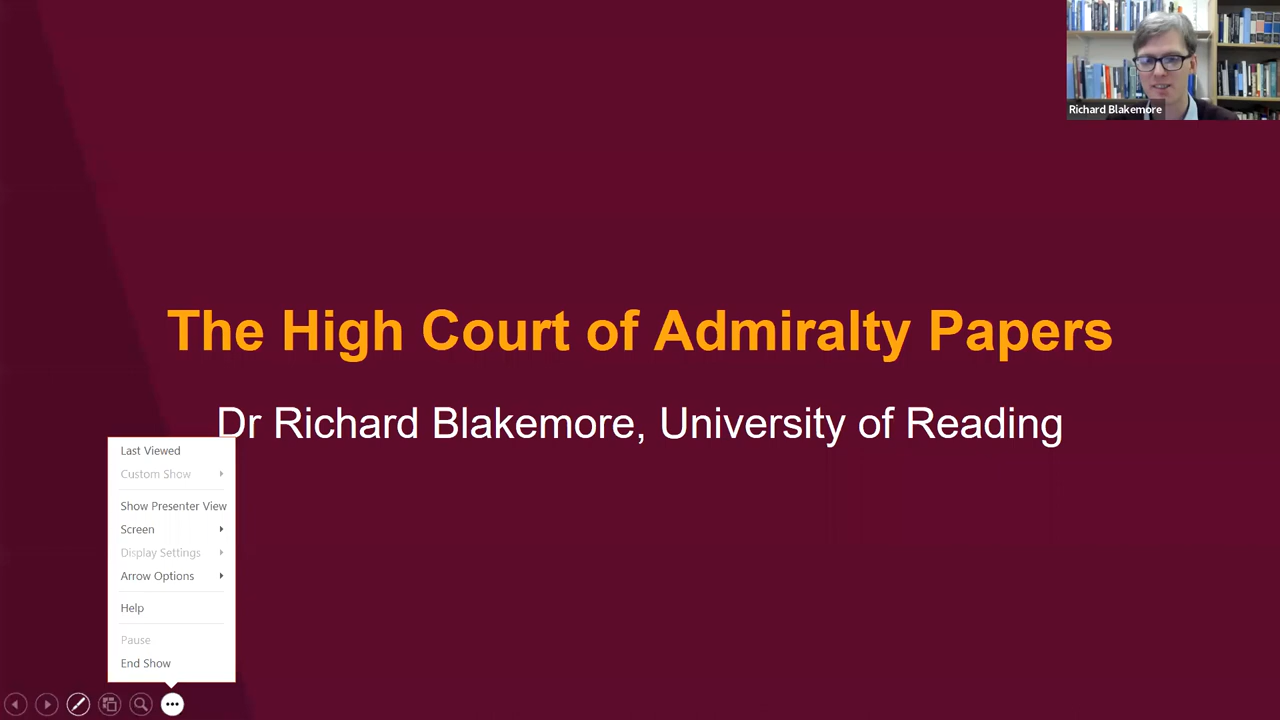 Richard Blakemore
The High Court of Admiralty Papers
Dr Richard Blakemore, University of Reading
Last Viewed
Custom Show
Show Presenter View
Screen
Display Settings
Arrow Options
Help
Pause
End Show